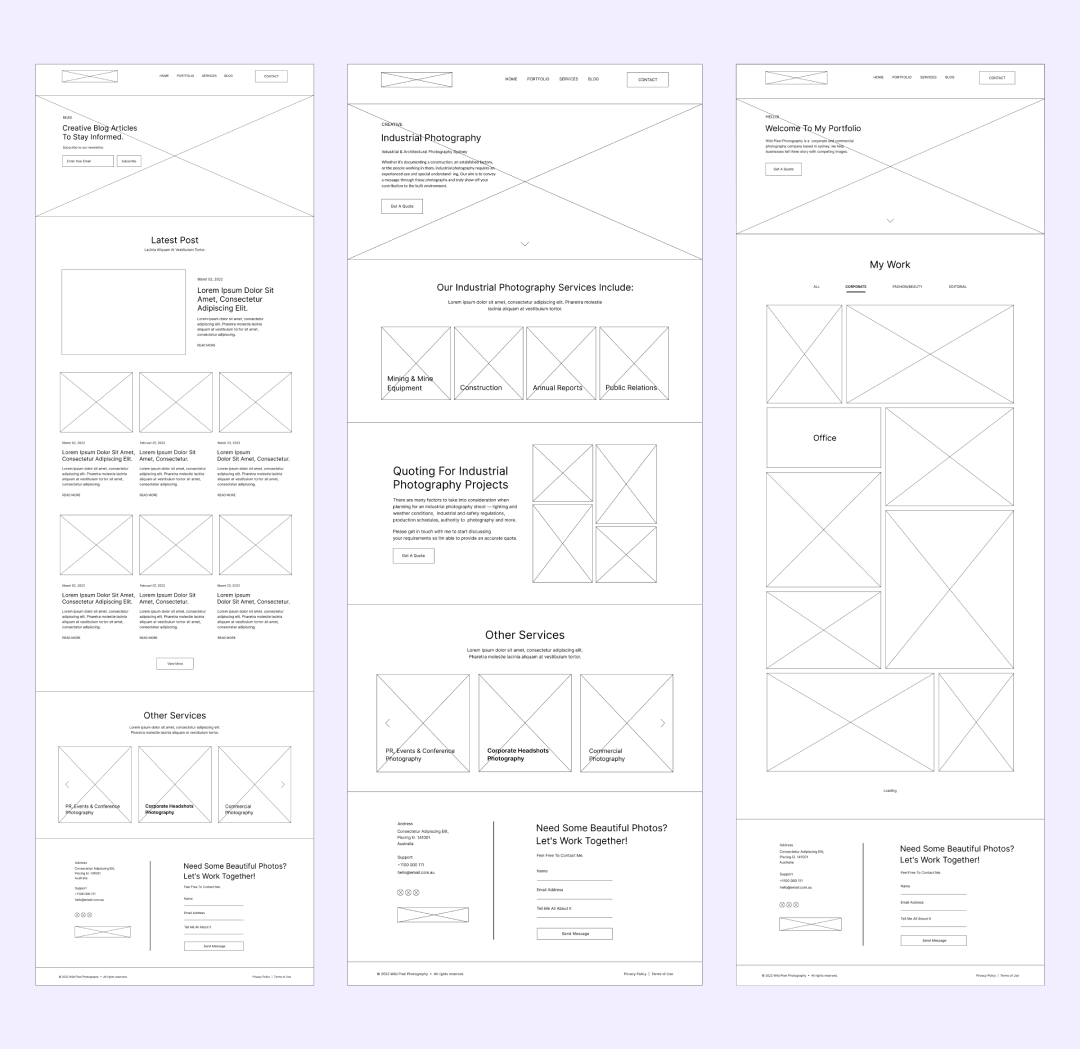 HOME PORTFOLIO SERVICES BLOG CONTACT
READ
Creative Blog Articles
To Stay Informed.
Subscribe to our newsletter.
Enter Your Email Subscribe
Latest Post
Lacinia Aliquam At Vestibulum Tortor.
March 02, 2022
Lorem Ipsum Dolor Sit
Amet, Consectetur
Adipiscing Elit.
Lorem ipsum dolor sit amet, consectetur
adipiscing elit. Pharetra molestie lacinia
aliquam at vestibulum tortor sit amet,
consectetur adipiscing.
READ MORE
Lorem Ipsum Dolor Sit Amet,
Consectetur Adipiscing Elit.
Lorem ipsum dolor sit amet, consectetur
adipiscing elit. Pharetra molestie lacinia
aliquam at vestibulum tortor sit amet,
consectetur adipiscing.
READ MORE
February 27, 2022
Lorem Ipsum Dolor Sit
Amet, Consectetur.
Lorem ipsum dolor sit amet, consectetur
adipiscing elit. Pharetra molestie lacinia
aliquam at vestibulum tortor sit amet,
consectetur adipiscing.
READ MORE
Lorem Ipsum
Dolor Sit Amet, Consectetur.
Lorem ipsum dolor sit amet, consectetur
adipiscing elit. Pharetra molestie lacinia
aliquam at vestibulum tortor sit amet,
consectetur adipiscing.
READ MORE
Lorem Ipsum Dolor Sit Amet,
Consectetur Adipiscing Elit.
Lorem ipsum dolor sit amet, consectetur
adipiscing elit. Pharetra molestie lacinia
aliquam at vestibulum tortor sit amet,
consectetur adipiscing.
READ MORE
February 27, 2022
Lorem Ipsum Dolor Sit
Amet, Consectetur.
Lorem ipsum dolor sit amet, consectetur
adipiscing elit. Pharetra molestie lacinia
aliquam at vestibulum tortor sit amet,
consectetur adipiscing.
READ MORE
Lorem Ipsum
Dolor Sit Amet, Consectetur.
Lorem ipsum dolor sit amet, consectetur
adipiscing elit. Pharetra molestie lacinia
aliquam at vestibulum tortor sit amet,
consectetur adipiscing.
READ MORE
View More
Other Services
Lorem ipsum dolor sit amet, consectetur adipiscing elit.
Pharetra molestie lacinia aliquam at vestibulum tortor.
PR, Events & Conference
Photography
Corporate Headshots
Photography
Commercial
Photography
Address
Consectetur Adipiscing Elit,
Piscing El. 141001
Australia
Support
+1100 000 111
hello@email.com.au
Need Some Beautiful Photos?
Let's Work Together!
Feel Free To Contact Me.
Name
Email Address
Tell Me All About It
Send Message
© 2022 Wild Pixel Photography • All rights reserved.
Privacy Policy | Terms of Use
HOME PORTFOLIO SERVICES BLOG CONTACT
CREATIVE
Industrial Photography
Industrial & Architectural Photography Sydney
Whether it's documenting a construction, an established factory,
or the people working in them, industrial photography requires an
experienced eye and special understand- ing. Our aim is to convey
a message through these photographs and truly show off your
contribution to the built environment.
Get A Quote
Our Industrial Photography Services Include:
Lorem ipsum dolor sit amet, consectetur adipiscing elit. Pharetra molestie
lacinia aliquam at vestibulum tortor.
Mining & Mine
Equipment
Construction
Annual Reports
Public Relations
Quoting For Industrial
Photography Projects
There are many factors to take into consideration when
planning for an industrial photography shoot — lighting and
weather conditions, industrial and safety regulations,
production schedules, authority to photography and more.
Please get in touch with me to start discussing
your requirements so I'm able to provide an accurate quote.
Get A Quote
Other Services
Lorem ipsum dolor sit amet, consectetur adipiscing elit.
Pharetra molestie lacinia aliquam at vestibulum tortor.
PR, Events & Conference
Photography
Corporate Headshots
Photography
Commercial
Photography
Address
Consectetur Adipiscing Elit,
Piscing El. 141001
Australia
Support
+1100 000 111
hello@email.com.au
Need Some Beautiful Photos?
Let's Work Together!
Feel Free To Contact Me.
Name
Email Address
Tell Me All About It
Send Message
© 2022 Wild Pixel Photography • All rights reserved.
Privacy Policy | Terms of Use
HOME PORTFOLIO SERVICES BLOG CONTACT
HELLO
Welcome To My Portfolio
Wild Pixel Photography is a corporate and commercial
photography company based in sydney, we help
businesses tell there story with compelling images.
Get A Quote
My Work
ALL CORPORATE FASHION/BEAUTY EDITORIAL
Office
Loading
Address
Consectetur Adipiscing Elit,
Piscing El. 141001
Australia
Support
+1100 000 111
hello@email.com.au
Need Some Beautiful Photos?
Let's Work Together!
Feel Free To Contact Me.
Name
Email Address
Tell Me All About It
Send Message
© 2022 Wild Pixel Photography • All rights reserved.
Privacy Policy | Terms of Use